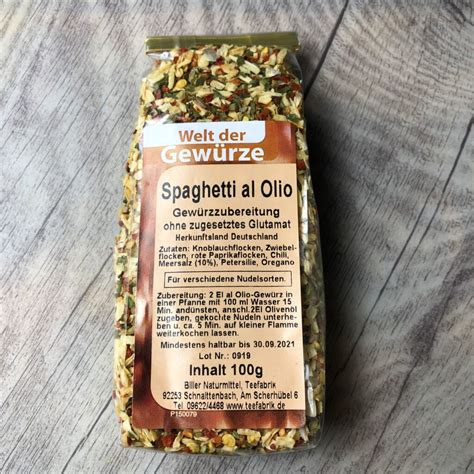 Welt der
Gewürze
Spaghetti al Olio
Gewürzzubereitung
ohne zugesetztes Glutamat
Herkunftsland Deutschland
Zutaten: Knoblauchflocken, Zwiebel-
flocken, rote Paprikaflocken, Chili,
Meersalz (10%), Petersilie, Oregano
Für verschiedene Nudelsorten.
Zubereitung: 2 El al Olio-Gewürz in
einer Pfanne mit 100 ml Wasser 15
Min. andünsten, anschl.2El Olivenöl
zugeben, gekochte Nudeln unterhe-
ben u. ca. 5 Min. auf kleiner Flamme
weiterkochen lassen
Mindestens haltbar bis 30.09.2021
Lot Nr.: 0919
Inhalt 100g
Biller Naturmittel, Teefabrik
92253 Schnaittenbach, Am Scherhübel 6
Tel 09622/4468 www.teefabrik.de
P150079